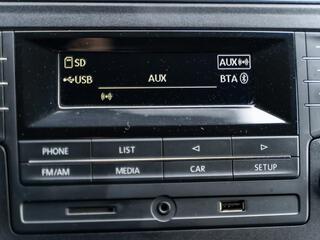 SD AUX
USB AUX BTA
PHONE LIST SETUP
FM/AM MEDIA CAR